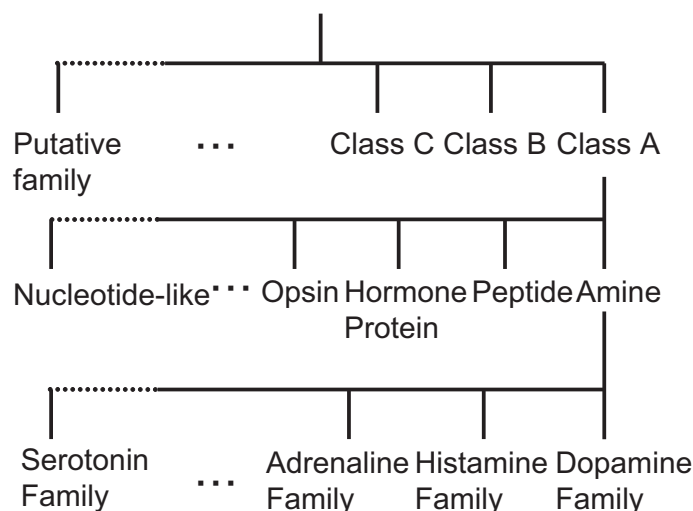 Putative family ... Class C Class B Class A
Nucleotide-like ... Opsin Hormone Protein Peptide Amine
Serotonin Family ... Adrenaline Family Histamine Family Dopamine Family